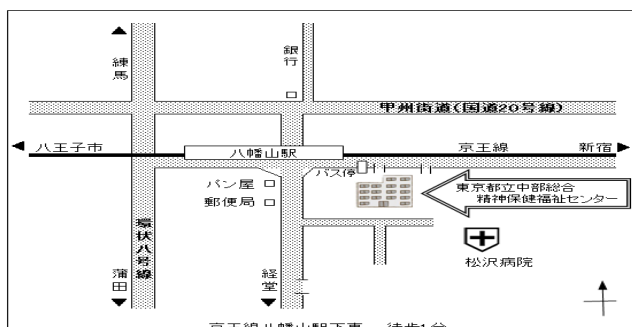 練馬
銀行
甲州街道(国道20号線)
八王子市
八幡山駅
京王線
新宿
バス停
パン屋
郵便局
東京都立中部総合
精神保健福祉センター
環状八号線
松沢病院
蒲田
経堂
京王線八幡山駅下車 徒歩1分